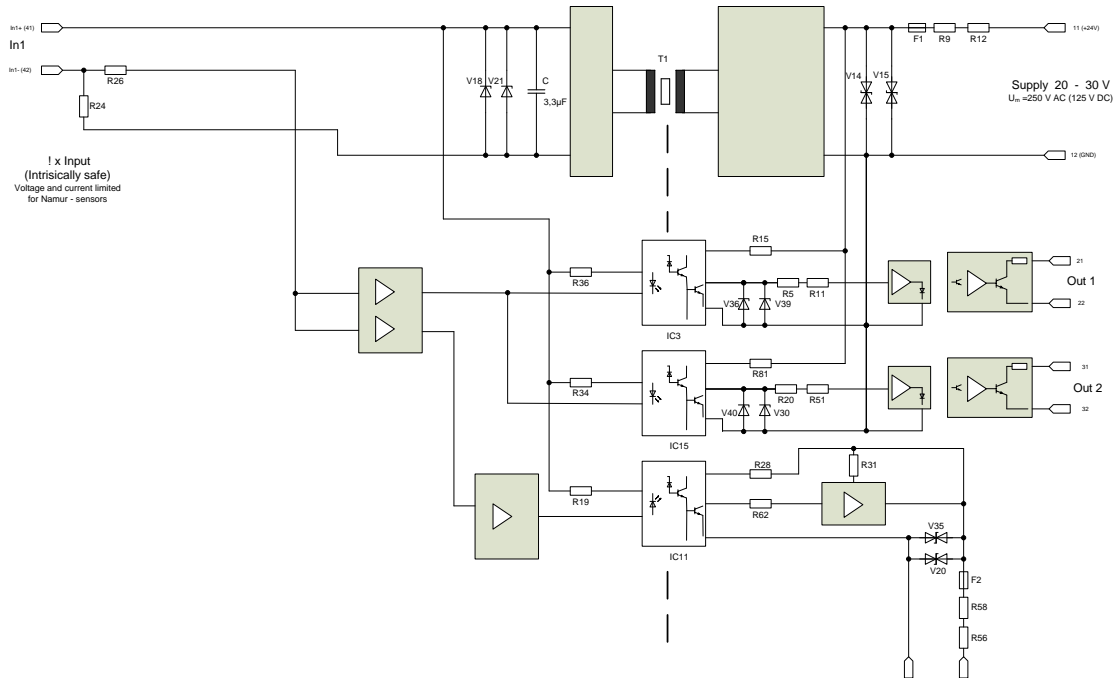 In1+ (41)
In1
In1- (42)
R26
R24
! x Input
(Intrisically safe)
Voltage and current limited
for Namur - sensors
V18
V21
C
3,3µF
T1
V14
V15
F1
R9
R12
11 (+24V)
Supply 20 - 30 V
Um =250 V AC (125 V DC)
12 (GND)
R15
R36
V36
V39
R5
R11
IC3
21
Out 1
22
R81
R34
V40
V30
R20
R51
IC15
31
Out 2
32
R28
R31
R19
R62
IC11
V35
V20
F2
R58
R56